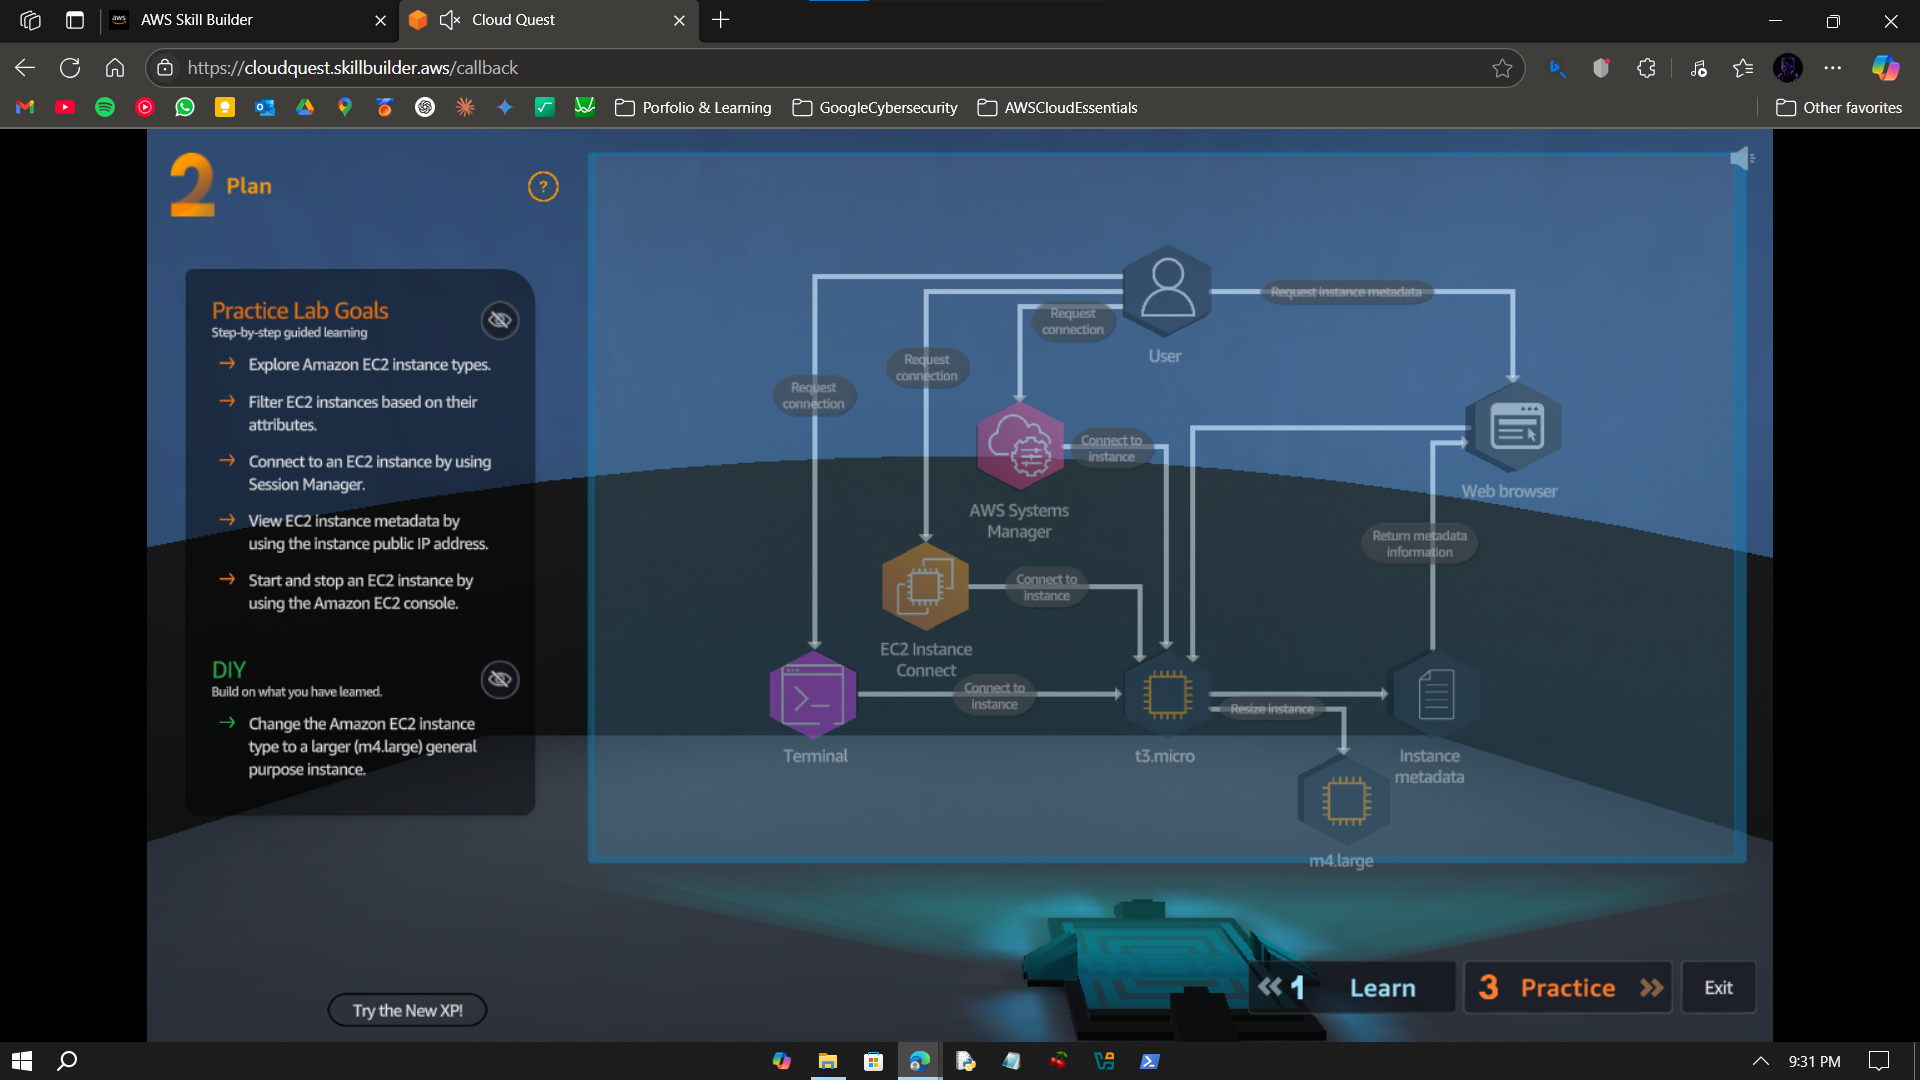 AWS Skill Builder
Cloud Quest
https://cloudquest.skillbuilder.aws/callback
Porfolio & Learning
GoogleCybersecurity
AWSCloudEssentials
Other favorites
2 Plan
?
Practice Lab Goals
Step-by-step guided learning
Explore Amazon EC2 instance types.
Filter EC2 instances based on their
attributes.
Connect to an EC2 instance by using
Session Manager.
View EC2 instance metadata by
using the instance public IP address.
Start and stop an EC2 instance by
using the Amazon EC2 console.
DIY
Build on what you have learned.
Change the Amazon EC2 instance
type to a larger (m4.large) general
purpose instance.
User
Request instance metadata
Request
connection
Request
connection
Request
connection
AWS Systems
Manager
Connect to
instance
Web browser
Return metadata
information
EC2 Instance
Connect
Connect to
instance
Terminal
Connect to
instance
t3.micro
Resize instance
Instance
metadata
m4.large
Try the New XP!
1 Learn
3 Practice
Exit
9:31 PM